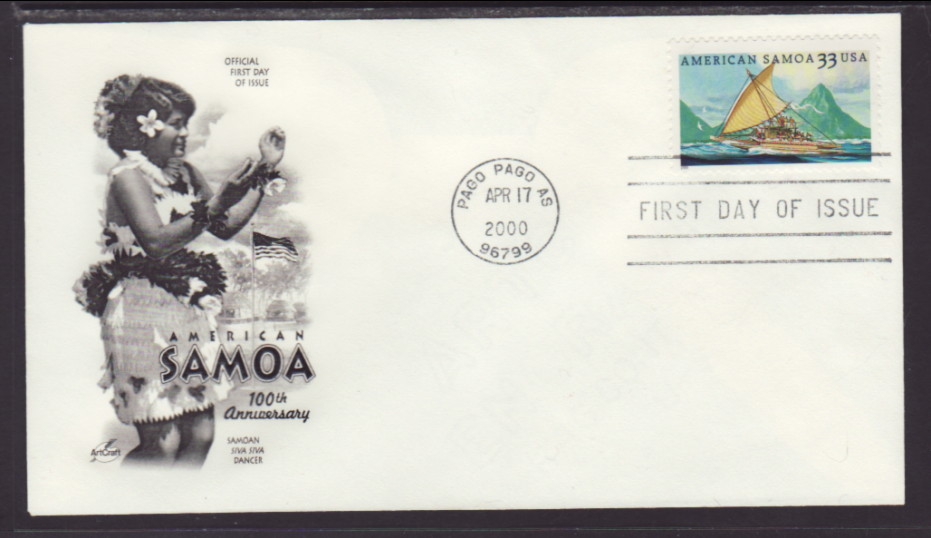 OFFICIAL
FIRST DAY
OF ISSUE
AMERICAN SAMOA 33 USA
PAGO PAGO AS
APR 17
2000
96799
FIRST DAY OF ISSUE
AMERICAN
SAMOA
100th
Anniversary
SAMOAN
SIVA SIVA
DANCER
ArtCraft